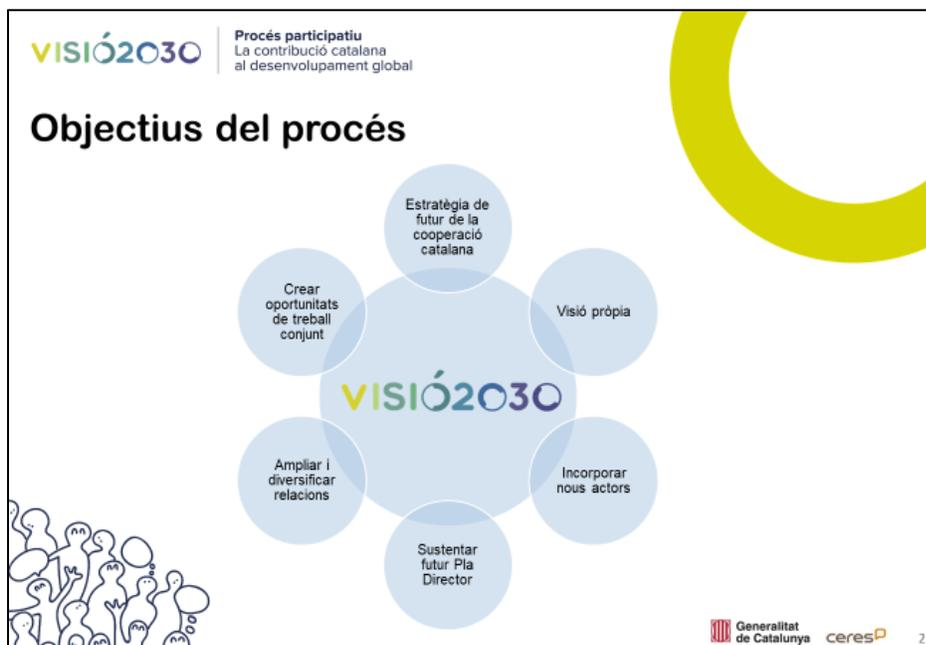 VISIÓ2030
Procés participatiu
La contribució catalana
al desenvolupament global
Objectius del procés
Estratègia de
futur de la
cooperació
catalana
Visió pròpia
Incorporar
nous actors
Sustentar
futur Pla
Director
Ampliar i
diversificar
relacions
Crear
oportunitats
de treball
conjunt
VISIÓ2030
Generalitat
de Catalunya
ceresP
2